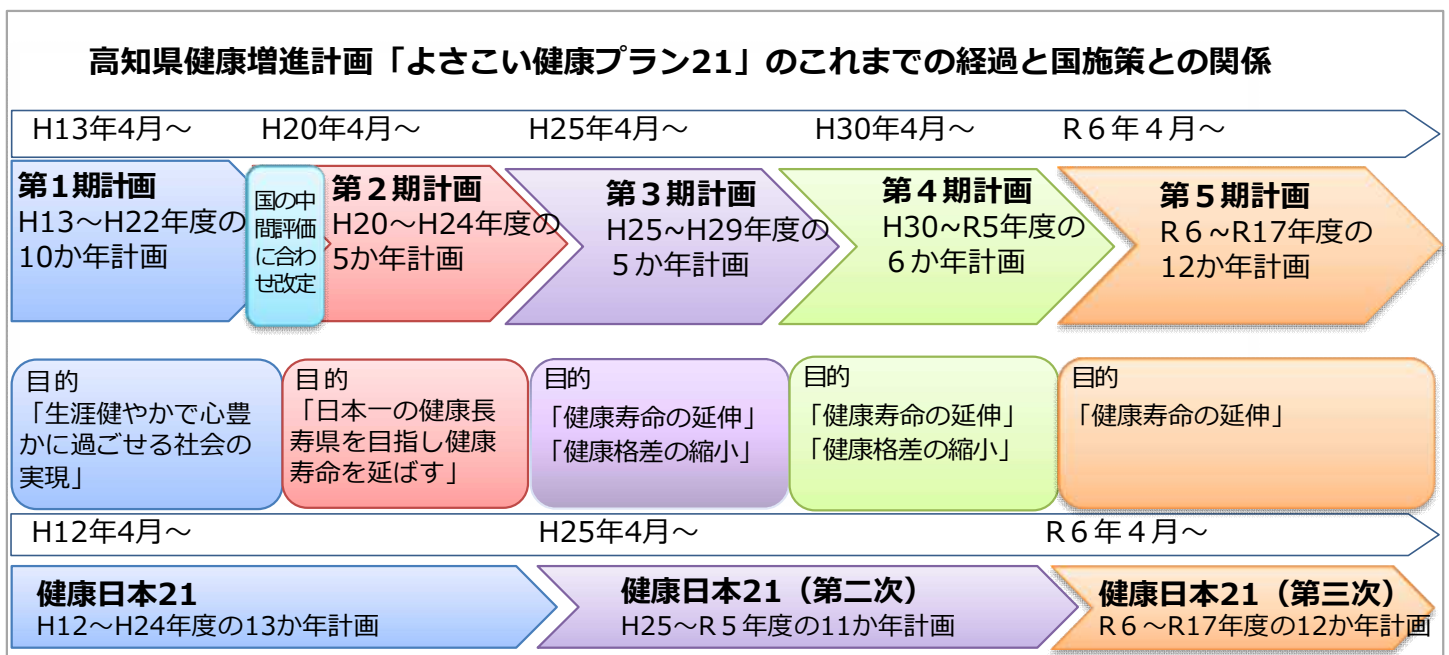 高知県健康増進計画「よさこい健康プラン21」のこれまでの経過と国施策との関係
H13年4月～
H20年4月～
H25年4月～
H30年4月～
R６年４月～
第１期計画
H13～H22年度の
10か年計画
国の中
間評価
に合わ
せ改定
第２期計画
H20～H24年度の
5か年計画
第３期計画
H25~H29年度の
５か年計画
第４期計画
H30~R5年度の
６か年計画
第５期計画
R６~R17年度の
12か年計画
目的
「生涯健やかで心豊
かに過ごせる社会の
実現」
目的
「日本一の健康長
寿県を目指し健康
寿命を延ばす」
目的
「健康寿命の延伸」
「健康格差の縮小」
目的
「健康寿命の延伸」
「健康格差の縮小」
目的
「健康寿命の延伸」
H12年4月～
H25年4月～
R６年４月～
健康日本21
H12～H24年度の13か年計画
健康日本21（第二次）
H25～R５年度の11か年計画
健康日本21（第三次）
R６～R17年度の12か年計画